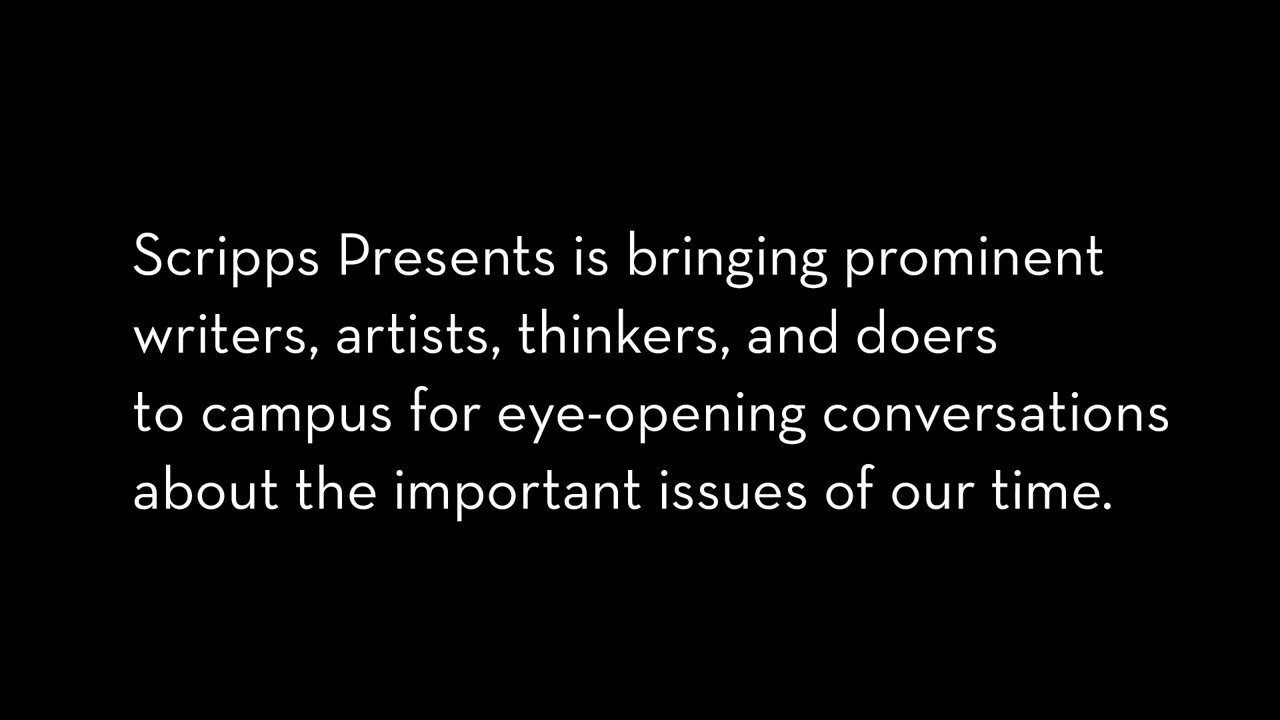 Scripps Presents is bringing prominent
writers, artists, thinkers, and doers
to campus for eye-opening conversations
about the important issues of our time.